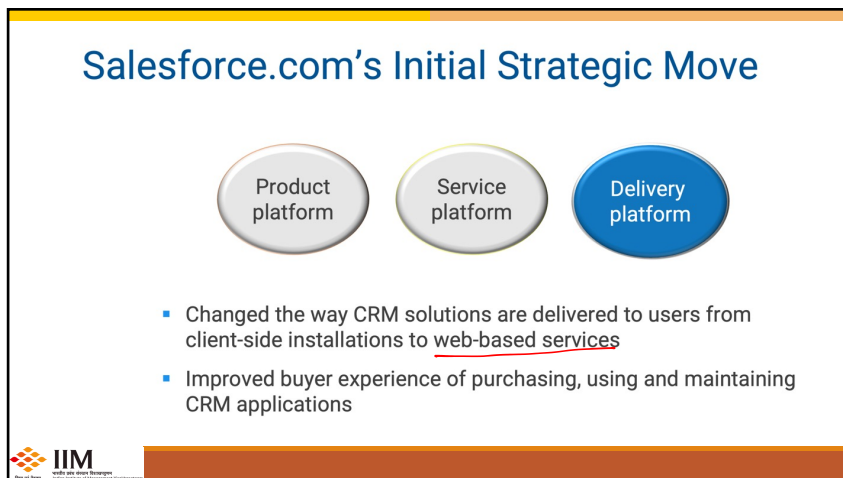 Salesforce.com’s Initial Strategic Move
Product
platform
Service
platform
Delivery
platform
▪ Changed the way CRM solutions are delivered to users from
client-side installations to web-based services
▪ Improved buyer experience of purchasing, using and maintaining
CRM applications
IIM